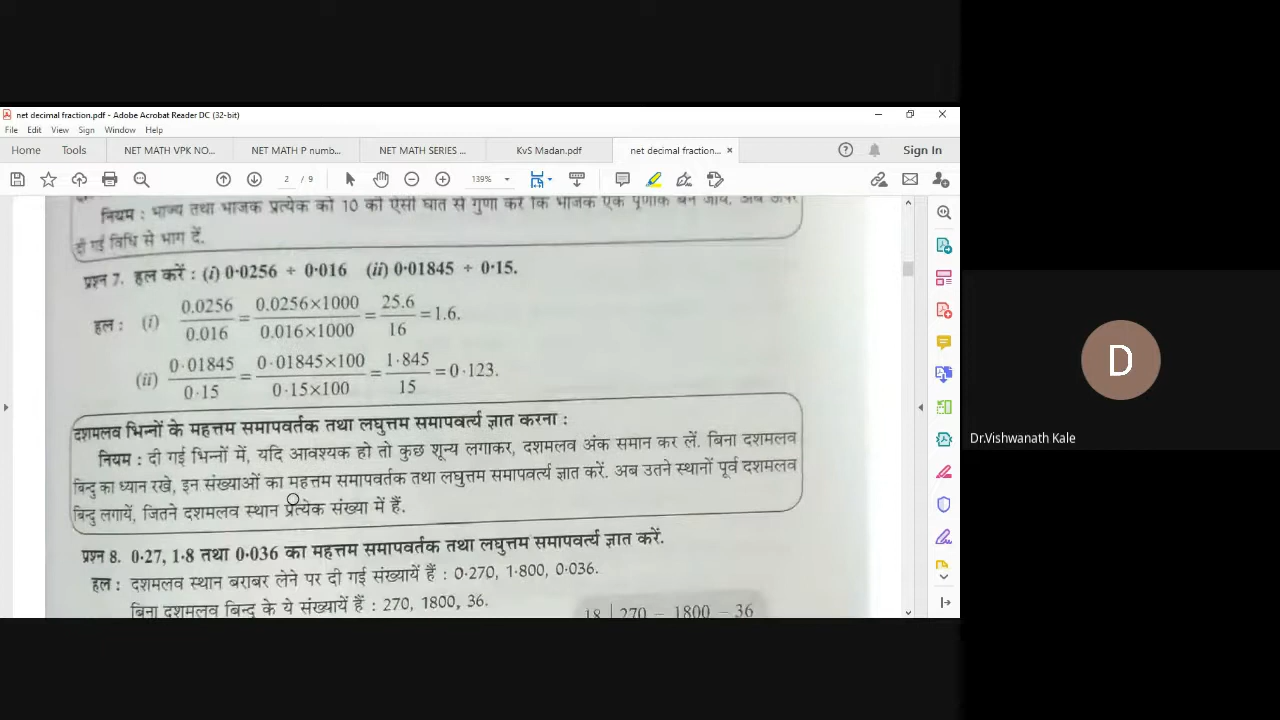 net decimal fraction.pdf - Adobe Acrobat Reader DC (32-bit)
File Edit View Sign Window Help
Home Tools NET MATH VPK NO... NET MATH P numb... NET MATH SERIES ... KvS Madan.pdf net decimal fraction... × Sign In
2 / 9 139%
नियम : भाज्य तथा भाजक प्रत्येक को 10 की ऐसी घात से गुणा करें कि भाजक एक पूर्णांक बन जाये, अब ऊपर
दी गई विधि से भाग दें.
प्रश्न 7. हल करें : (i) 0·0256 ÷ 0·016 (ii) 0·01845 ÷ 0·15.
हल : (i) 0.0256/0.016 = 0.0256×1000/0.016×1000 = 25.6/16 = 1.6.
(ii) 0·01845/0·15 = 0·01845×100/0·15×100 = 1·845/15 = 0·123.
दशमलव भिन्नों के महत्तम समापवर्तक तथा लघुत्तम समापवर्त्य ज्ञात करना :
नियम : दी गई भिन्नों में, यदि आवश्यक हो तो कुछ शून्य लगाकर, दशमलव अंक समान कर लें. बिना दशमलव
बिन्दु का ध्यान रखे, इन संख्याओं का महत्तम समापवर्तक तथा लघुत्तम समापवर्त्य ज्ञात करें. अब उतने स्थानों पूर्व दशमलव
बिन्दु लगायें, जितने दशमलव स्थान प्रत्येक संख्या में हैं.
प्रश्न 8. 0·27, 1·8 तथा 0·036 का महत्तम समापवर्तक तथा लघुत्तम समापवर्त्य ज्ञात करें.
हल : दशमलव स्थान बराबर लेने पर दी गई संख्यायें हैं : 0·270, 1·800, 0·036.
बिना दशमलव बिन्दु के ये संख्यायें हैं : 270, 1800, 36.
18 | 270 – 1800 – 36
D
Dr.Vishwanath Kale